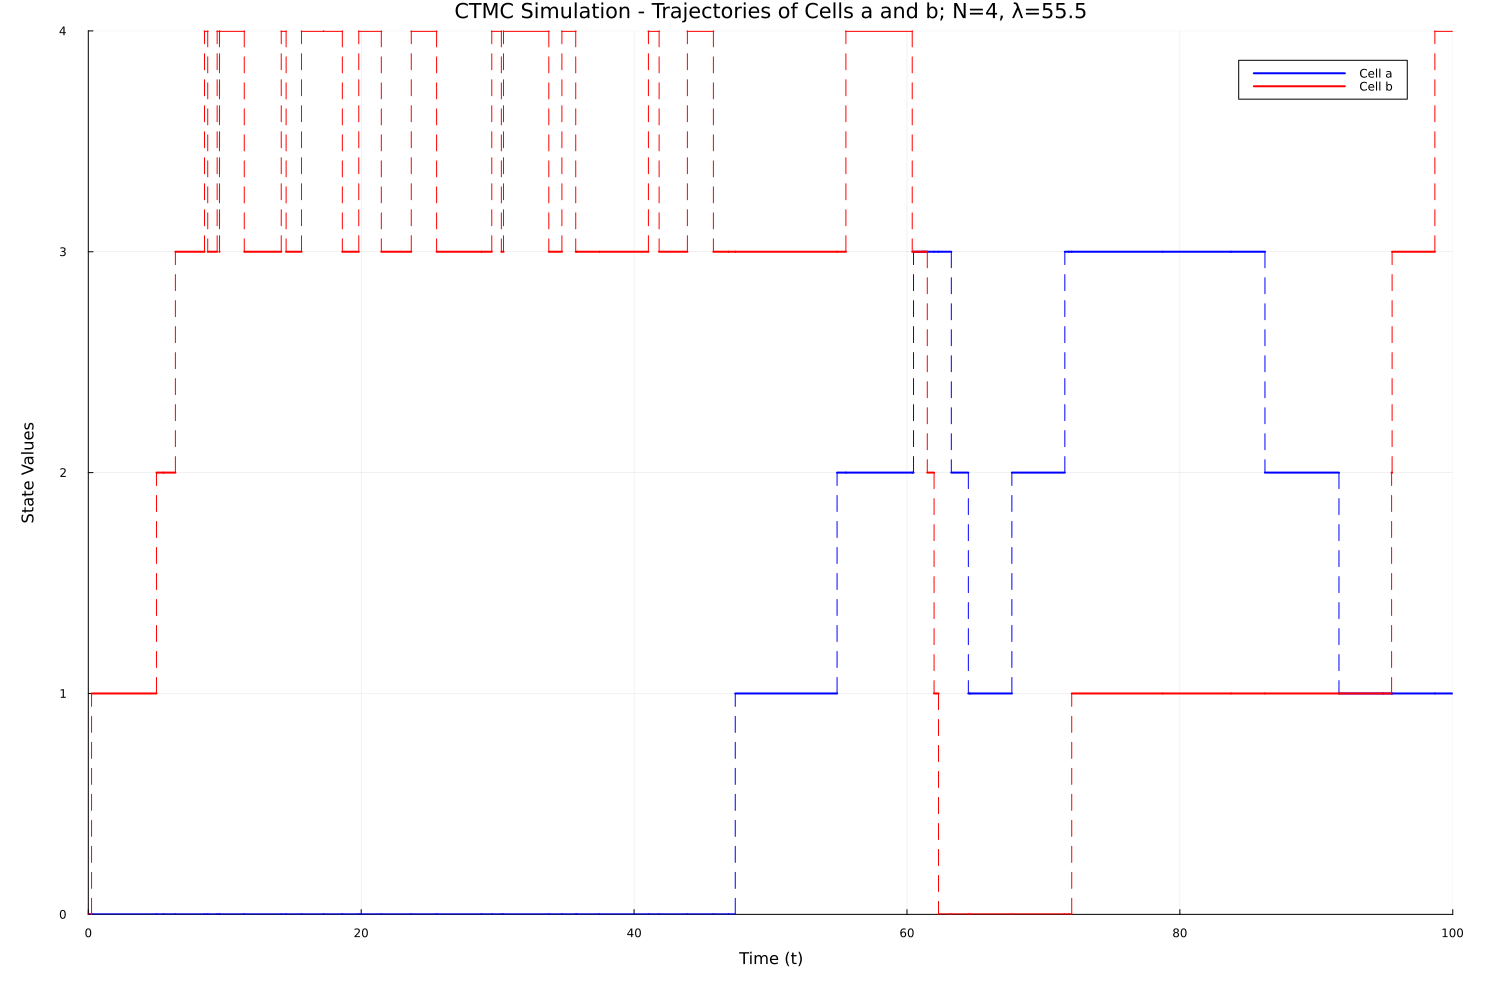 CTMC Simulation - Trajectories of Cells a and b; N=4, λ=55.5
Cell a
Cell b
State Values
4
3
2
1
0
0 20 40 60 80 100
Time (t)